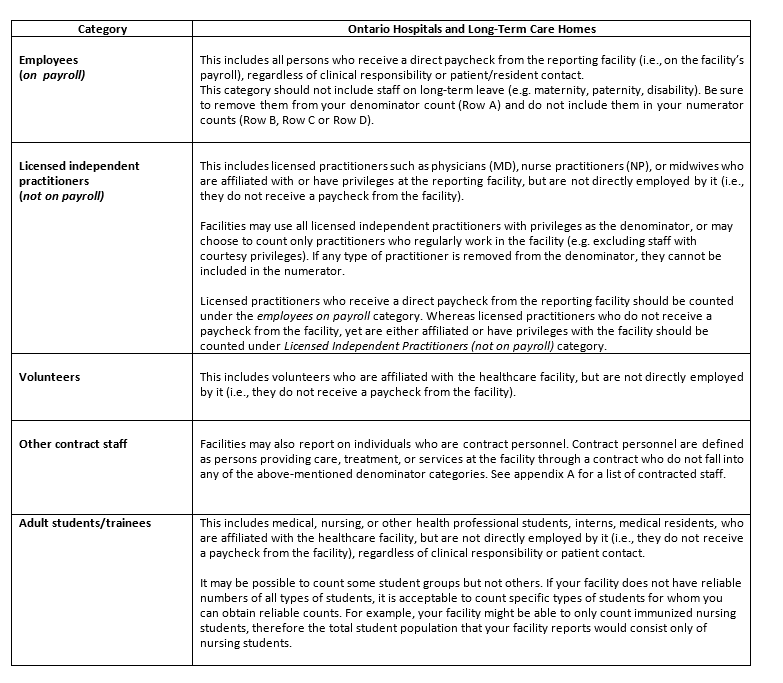 Category
Ontario Hospitals and Long-Term Care Homes
Employees
(on payroll)
This includes all persons who receive a direct paycheck from the reporting facility (i.e., on the facility's
payroll), regardless of clinical responsibility or patient/resident contact.
This category should not include staff on long-term leave (e.g. maternity, paternity, disability). Be sure
to remove them from your denominator count (Row A) and do not include them in your numerator
counts (Row B, Row C or Row D).
Licensed independent
practitioners
(not on payroll)
This includes licensed practitioners such as physicians (MD), nurse practitioners (NP), or midwives who
are affiliated with or have privileges at the reporting facility, but are not directly employed by it (i.e.,
they do not receive a paycheck from the facility).
Facilities may use all licensed independent practitioners with privileges as the denominator, or may
choose to count only practitioners who regularly work in the facility (e.g. excluding staff with
courtesy privileges). If any type of practitioner is removed from the denominator, they cannot be
included in the numerator.
Licensed practitioners who receive a direct paycheck from the reporting facility should be counted
under the employees on payroll category. Whereas licensed practitioners who do not receive a
paycheck from the facility, yet are either affiliated or have privileges with the facility should be
counted under Licensed Independent Practitioners (not on payroll) category.
Volunteers
This includes volunteers who are affiliated with the healthcare facility, but are not directly employed
by it (i.e., they do not receive a paycheck from the facility).
Other contract staff
Facilities may also report on individuals who are contract personnel. Contract personnel are defined
as persons providing care, treatment, or services at the facility through a contract who do not fall into
any of the above-mentioned denominator categories. See appendix A for a list of contracted staff.
Adult students/trainees
This includes medical, nursing, or other health professional students, interns, medical residents, who
are affiliated with the healthcare facility, but are not directly employed by it (i.e., they do not receive
a paycheck from the facility), regardless of clinical responsibility or patient contact.
It may be possible to count some student groups but not others. If your facility does not have reliable
numbers of all types of students, it is acceptable to count specific types of students for whom you
can obtain reliable counts. For example, your facility might be able to only count immunized nursing
students, therefore the total student population that your facility reports would consist only of
nursing students.